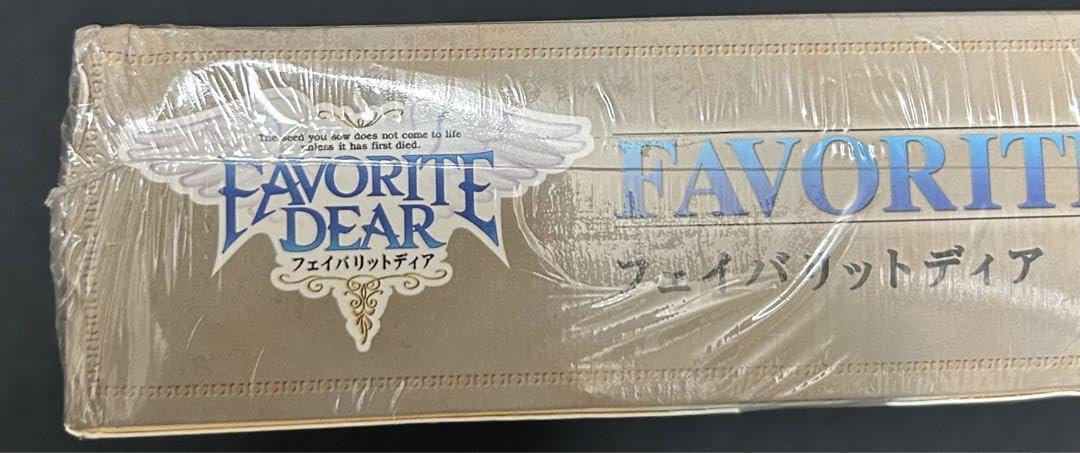 The seed you sow does not come to life
unless it has first died.
FAVORITE
DEAR
フェイバリットディア
FAVORITE
フェイバリットディア